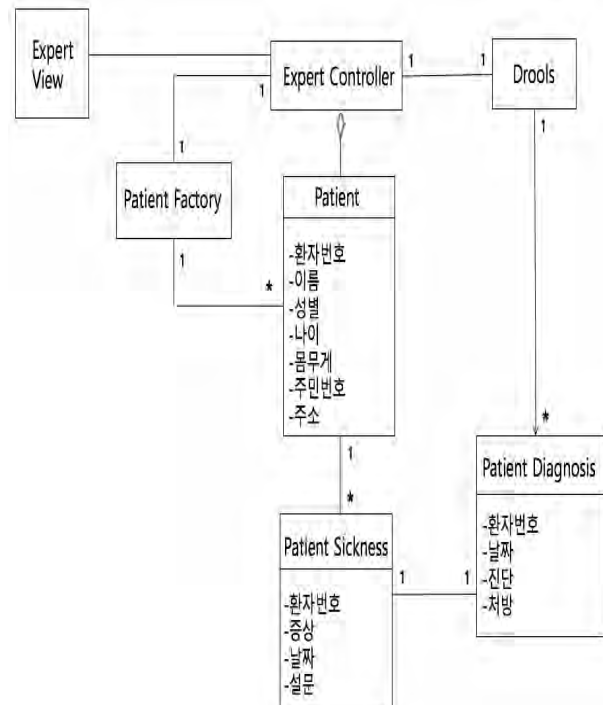 Expert
View
Expert Controller
Drools
1
1
1
1
1
Patient Factory
1
*
Patient
-환자번호
-이름
-성별
-나이
-몸무게
-주민번호
-주소
1
*
*
Patient Diagnosis
-환자번호
-날짜
-진단
-처방
Patient Sickness
1
1
-환자번호
-증상
-날짜
-설문